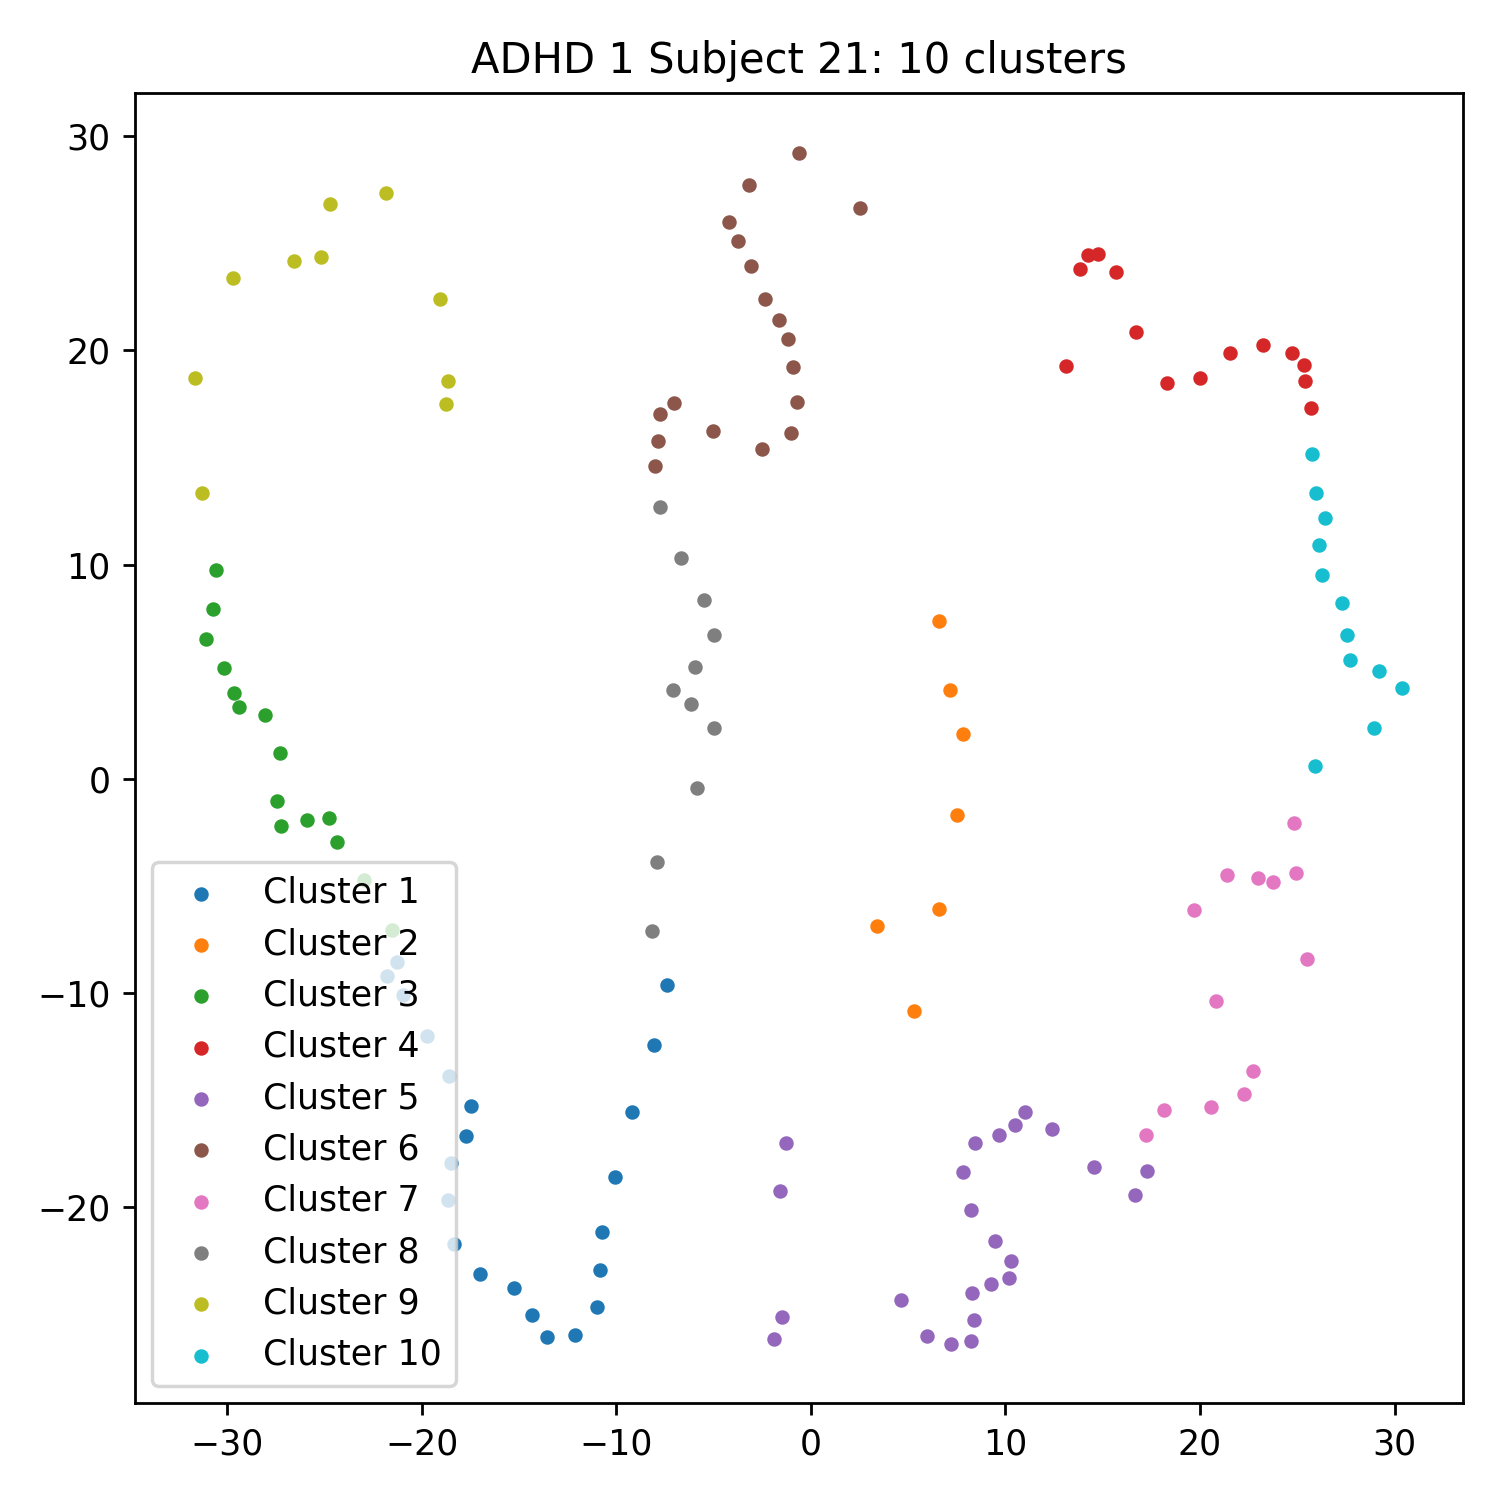 ADHD 1 Subject 21: 10 clusters
30
20
10
0
−10
−20
Cluster 1
Cluster 2
Cluster 3
Cluster 4
Cluster 5
Cluster 6
Cluster 7
Cluster 8
Cluster 9
Cluster 10
−30 −20 −10 0 10 20 30